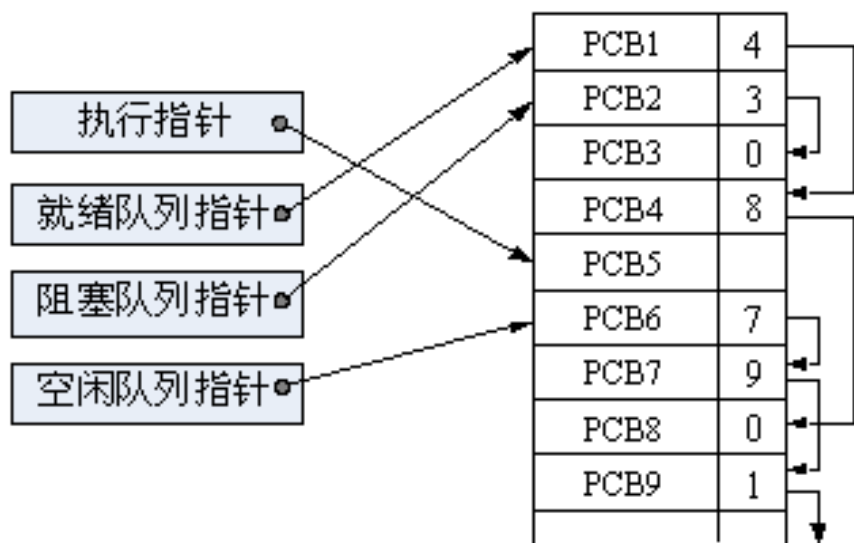 执行指针
就绪队列指针
阻塞队列指针
空闲队列指针
PCB1 4
PCB2 3
PCB3 0
PCB4 8
PCB5
PCB6 7
PCB7 9
PCB8 0
PCB9 1